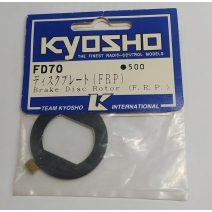 KYOSHO
THE FINEST RADIO-CONTROL MODELS
FD70 ●500
ディスクプレート(FRP)
Brake Disc Rotor (F.R.P.)
TEAM KYOSHO K INTERNATIONAL